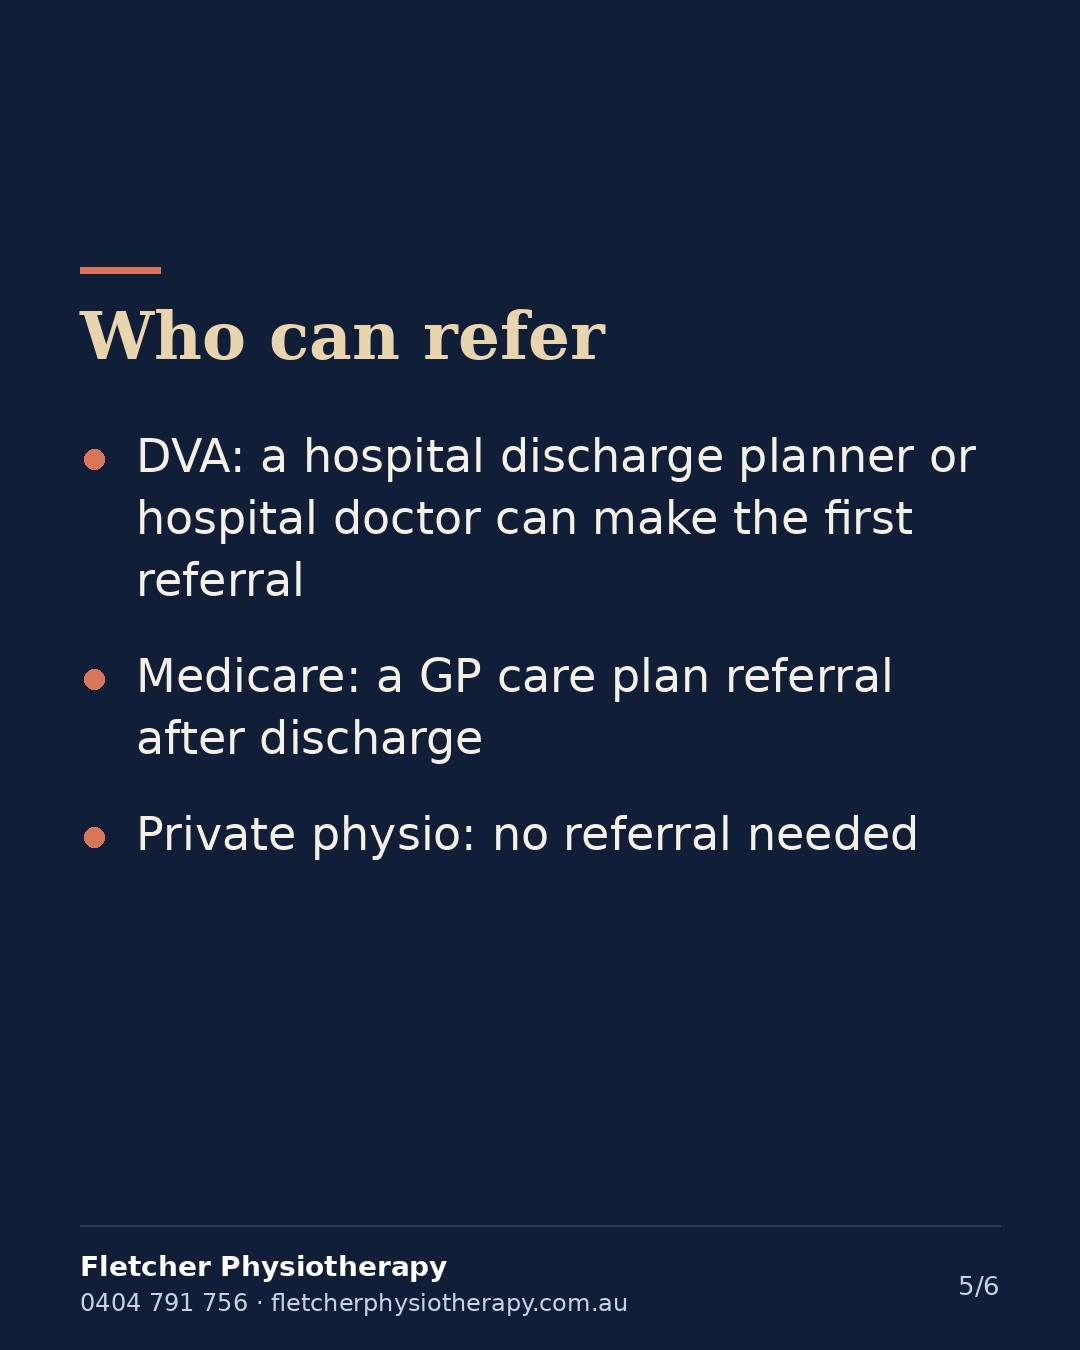 Who can refer
DVA: a hospital discharge planner or
hospital doctor can make the first
referral
Medicare: a GP care plan referral
after discharge
Private physio: no referral needed
Fletcher Physiotherapy
0404 791 756 · fletcherphysiotherapy.com.au
5/6